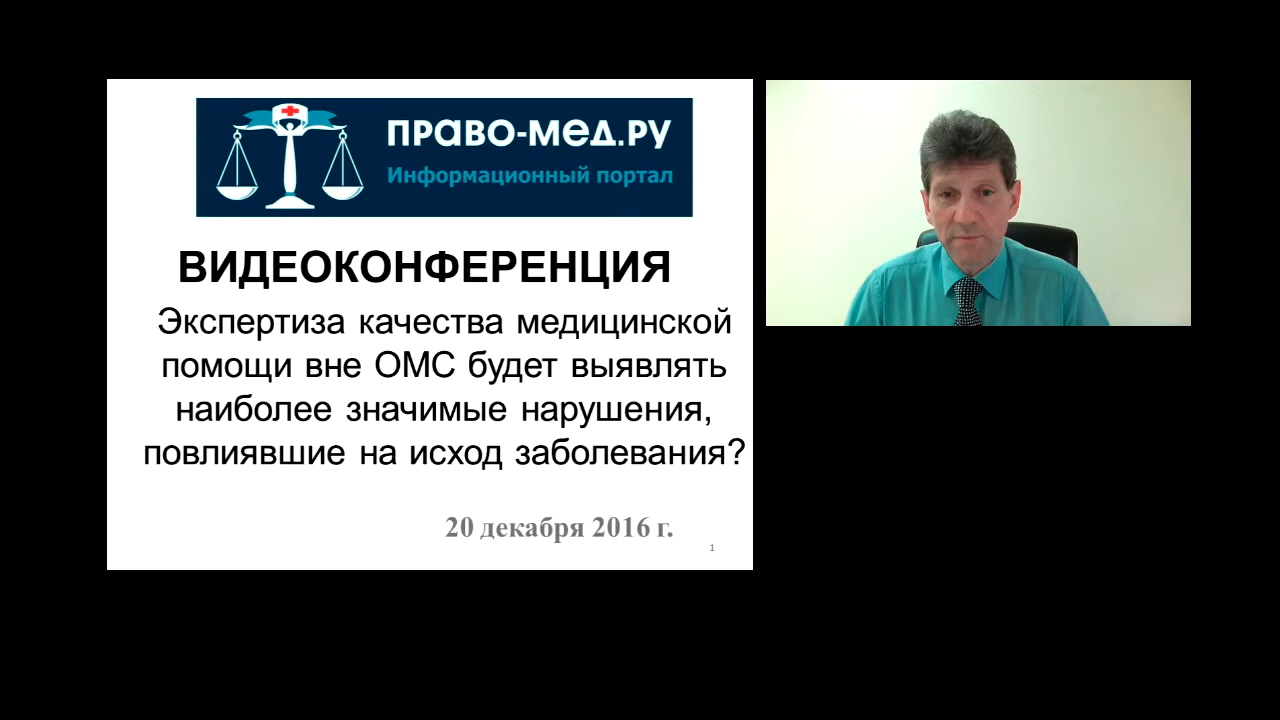 ПРАВО-МЕД.РУ
Информационный портал
ВИДЕОКОНФЕРЕНЦИЯ
Экспертиза качества медицинской
помощи вне ОМС будет выявлять
наиболее значимые нарушения,
повлиявшие на исход заболевания?
20 декабря 2016 г.
1